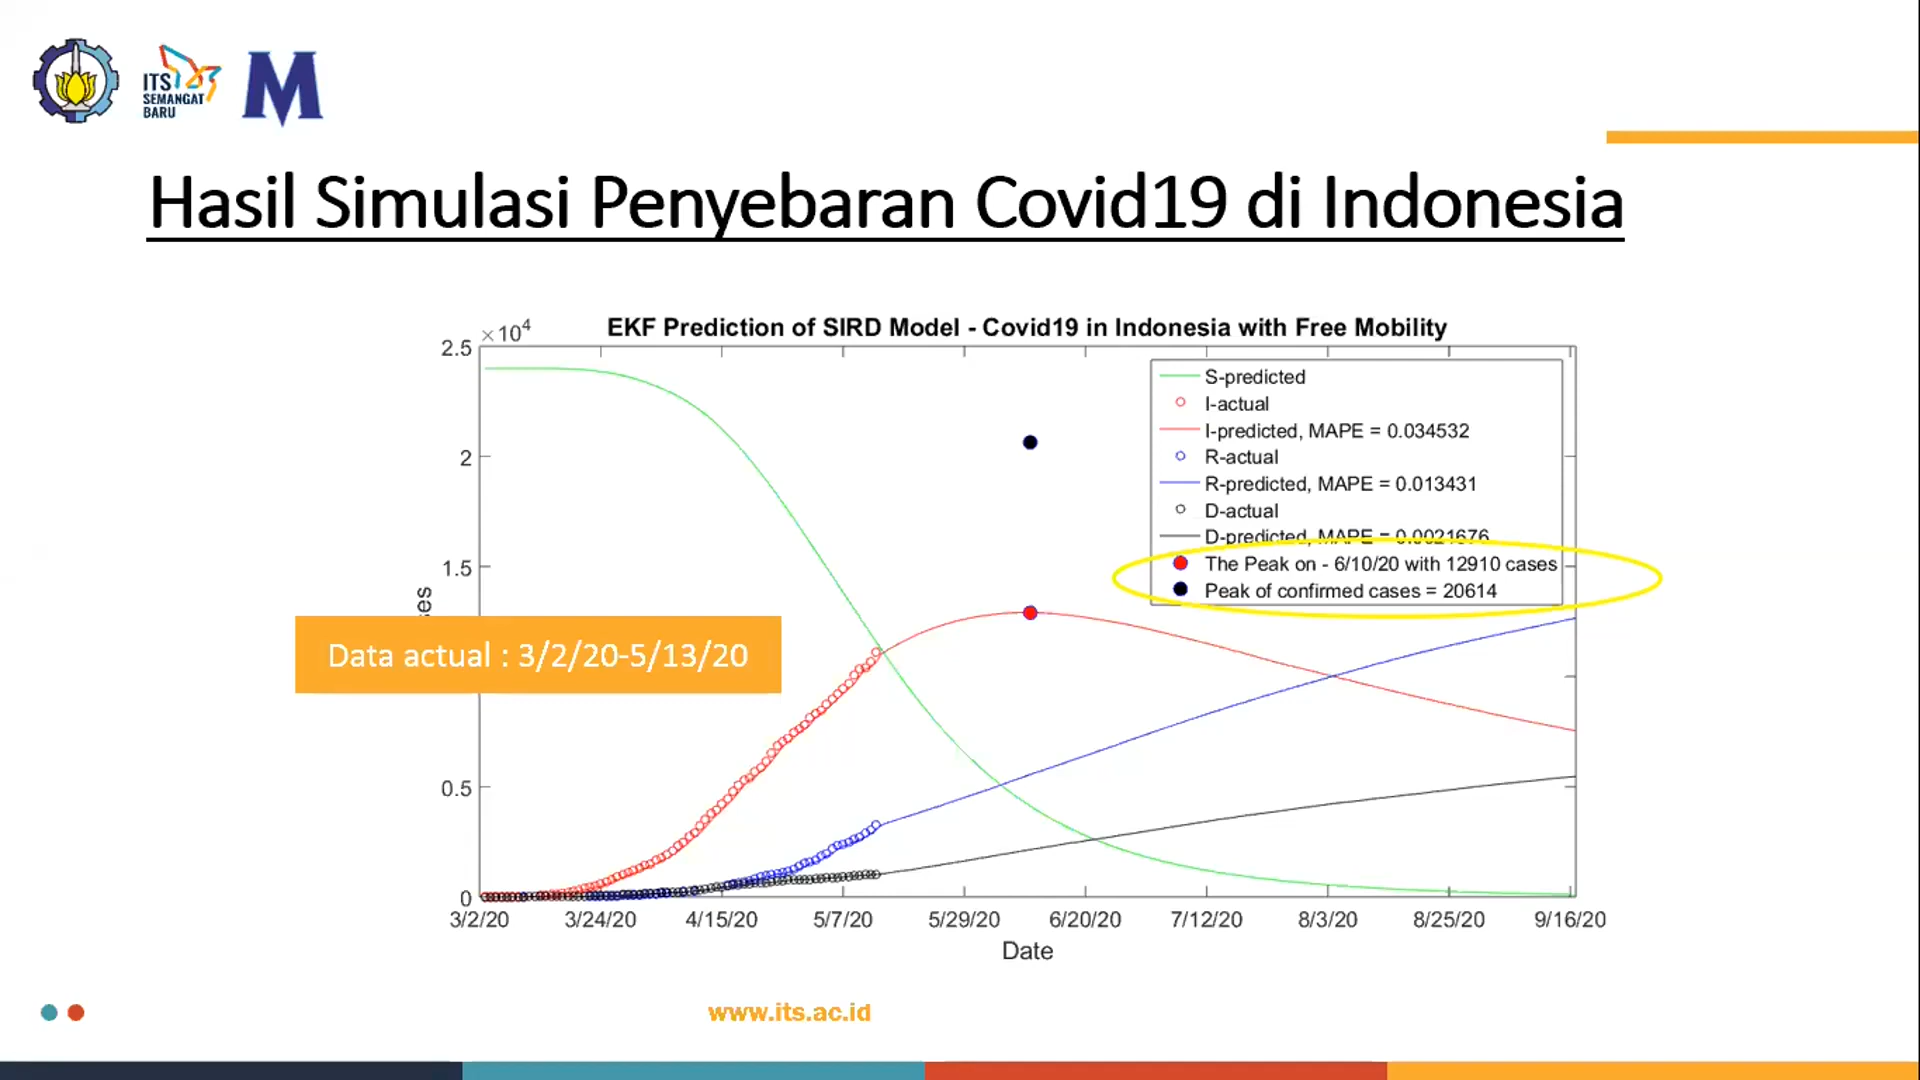 ITS
SEMANGAT
BARU
M
Hasil Simulasi Penyebaran Covid19 di Indonesia
EKF Prediction of SIRD Model - Covid19 in Indonesia with Free Mobility
×10⁴
2.5
2
1.5
0.5
0
S-predicted
I-actual
I-predicted, MAPE = 0.034532
R-actual
R-predicted, MAPE = 0.013431
D-actual
D-predicted, MAPE = 0.0021676
The Peak on - 6/10/20 with 12910 cases
Peak of confirmed cases = 20614
Data actual : 3/2/20-5/13/20
3/2/20 3/24/20 4/15/20 5/7/20 5/29/20 6/20/20 7/12/20 8/3/20 8/25/20 9/16/20
Date
www.its.ac.id